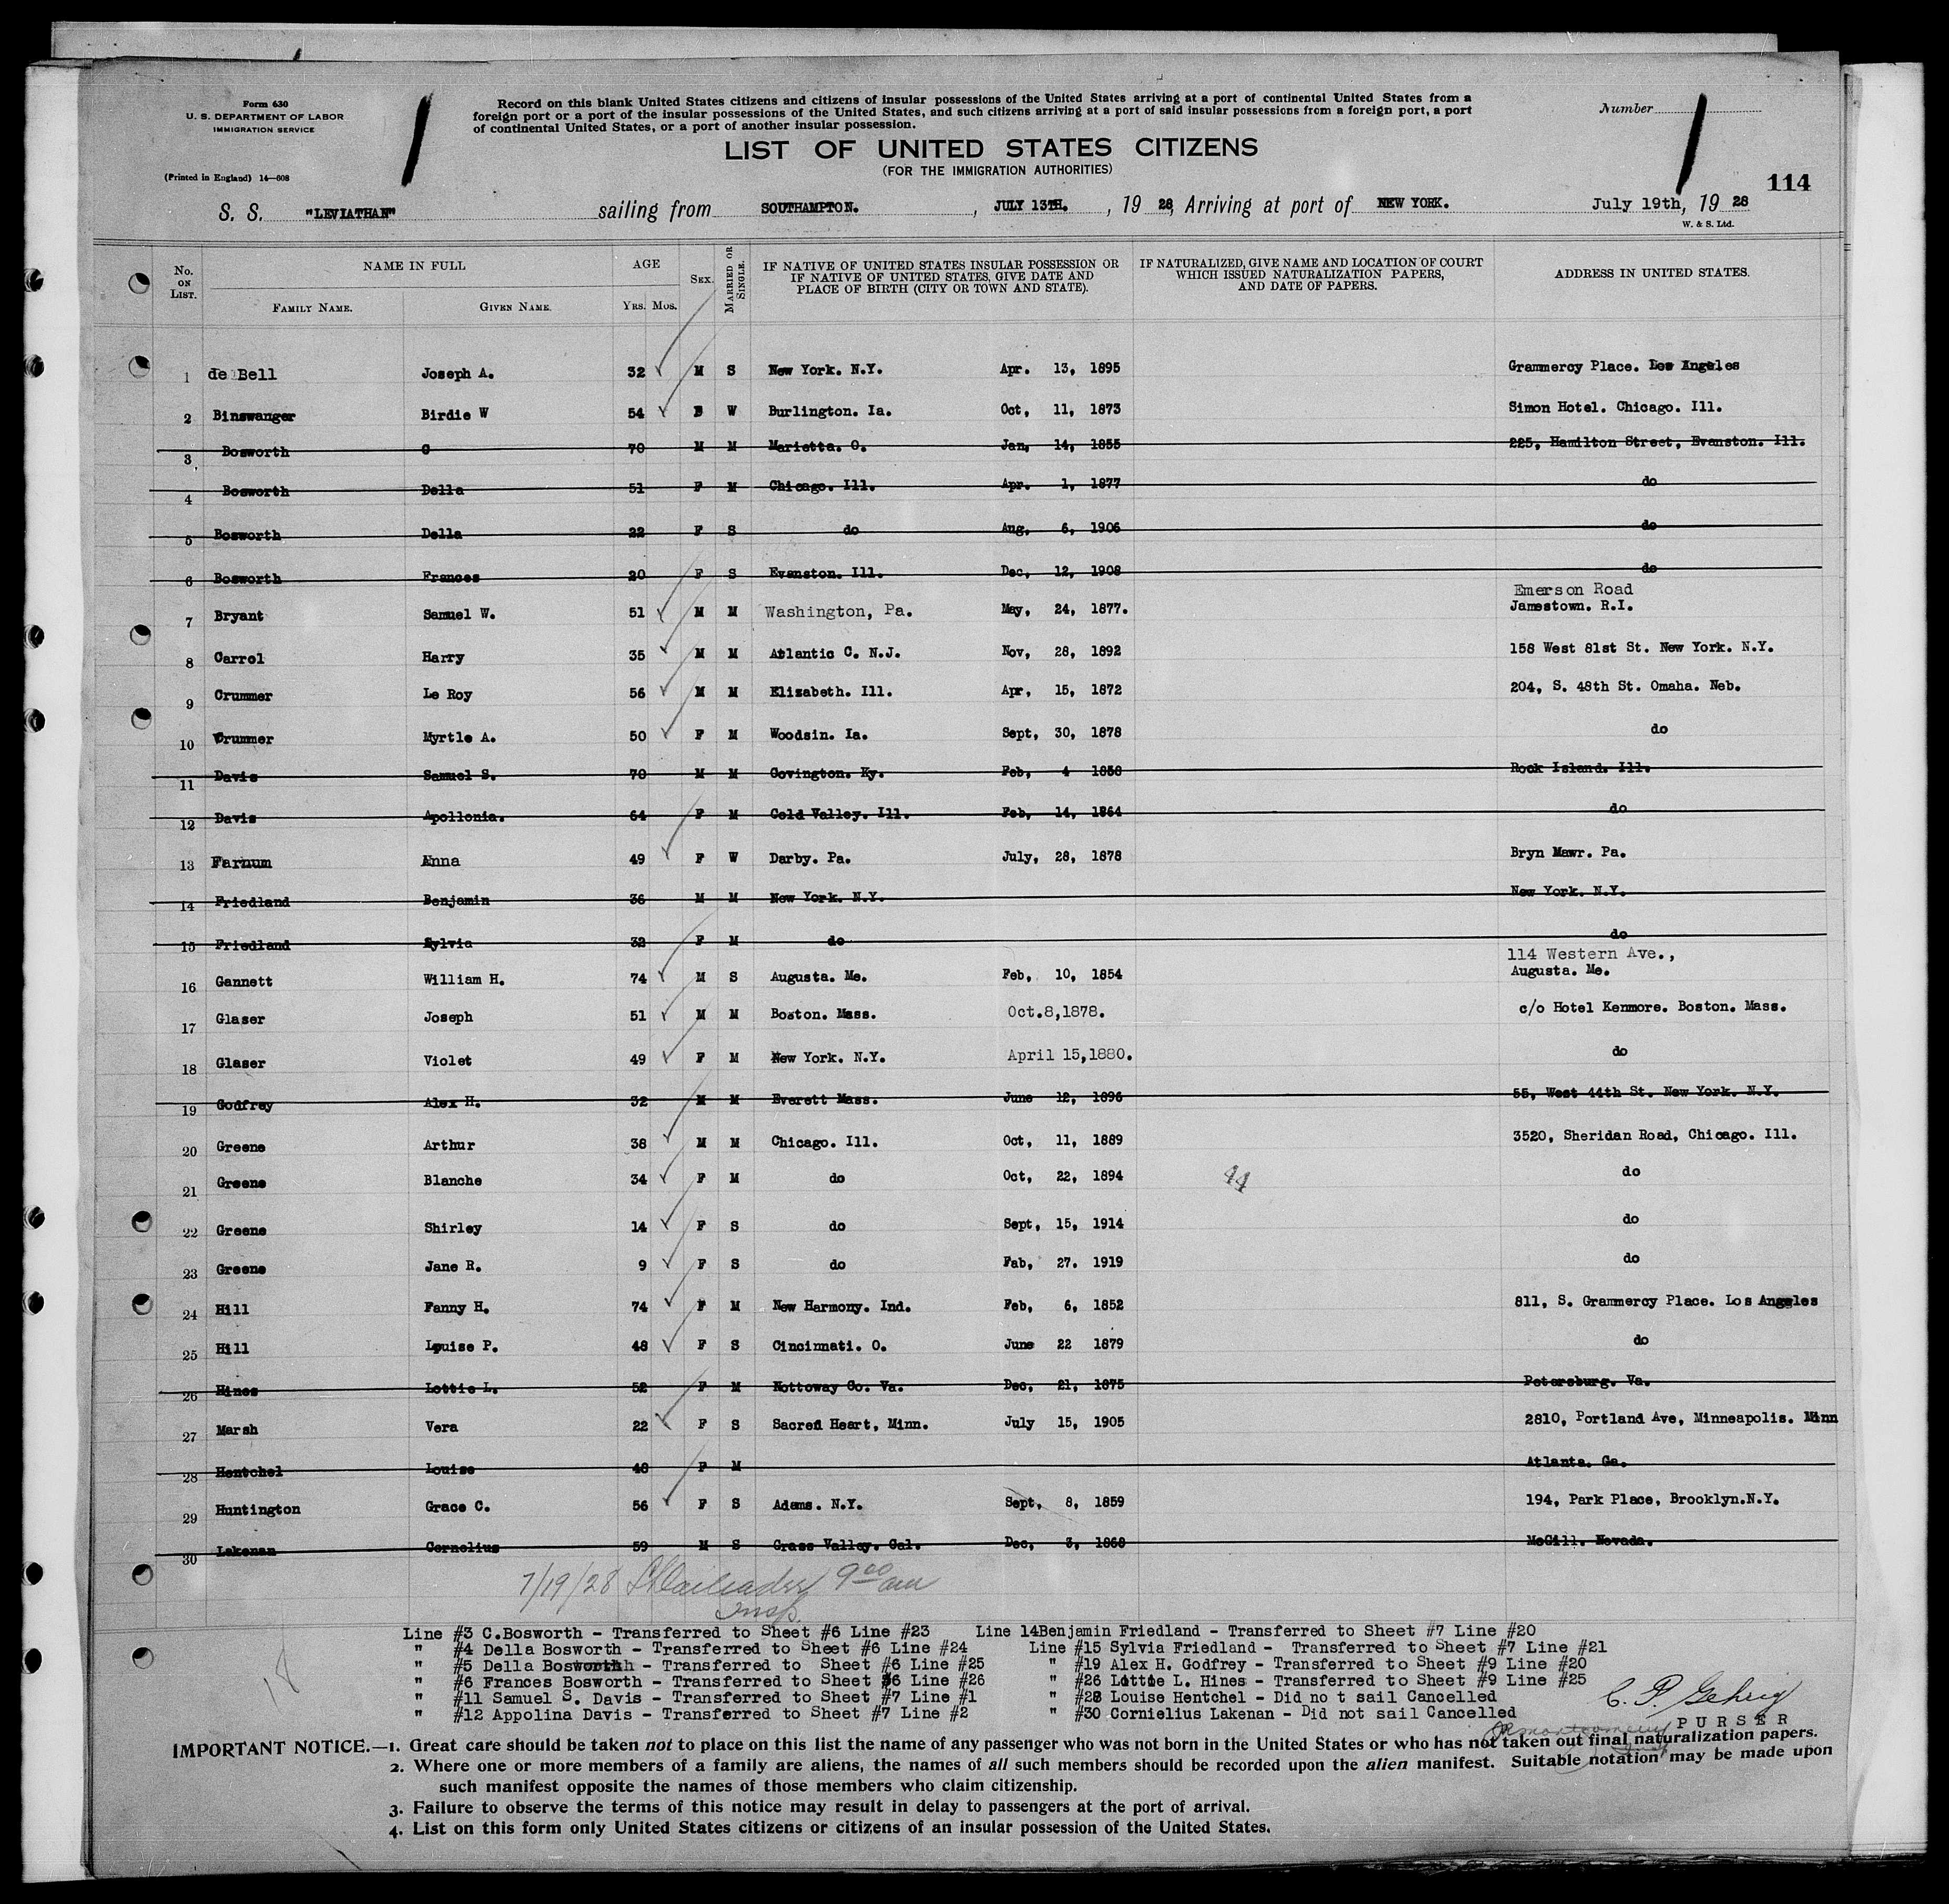 Form 630
U. S. DEPARTMENT OF LABOR
IMMIGRATION SERVICE
(Printed in England) 14—608
Record on this blank United States citizens and citizens of insular possessions of the United States arriving at a port of continental United States from a
foreign port or a port of the insular possessions of the United States, and such citizens arriving at a port of said insular possessions from a foreign port, a port
of continental United States, or a port of another insular possession.
Number
LIST OF UNITED STATES CITIZENS
(FOR THE IMMIGRATION AUTHORITIES)
114
S. S. "LEVIATHAN" sailing from SOUTHAMPTON. , JULY 13TH. , 19 28, Arriving at port of NEW YORK. July 19th, 19 28
W. & S. Ltd.
No. ON LIST. NAME IN FULL AGE SEX. MARRIED OR SINGLE. IF NATIVE OF UNITED STATES INSULAR POSSESSION OR IF NATIVE OF UNITED STATES, GIVE DATE AND PLACE OF BIRTH (CITY OR TOWN AND STATE). IF NATURALIZED, GIVE NAME AND LOCATION OF COURT WHICH ISSUED NATURALIZATION PAPERS, AND DATE OF PAPERS. ADDRESS IN UNITED STATES.
FAMILY NAME. GIVEN NAME. YRS. MOS.
1 de Bell Joseph A. 32 M S New York. N.Y. Apr. 13, 1895 Grammercy Place. Los Angeles
2 Binswanger Birdie W 54 F W Burlington. Ia. Oct, 11, 1873 Simon Hotel. Chicago. Ill.
3 Bosworth C 70 M M Marietta. O. Jan, 14, 1855 225, Hamilton Street, Evanston. Ill.
4 Bosworth Della 51 F M Chicago. Ill. Apr. 1, 1877 do
5 Bosworth Della 22 F S do Aug, 6, 1906 do
6 Bosworth Frances 20 F S Evanston. Ill. Dec, 12, 1908 do
Emerson Road
7 Bryant Samuel W. 51 M M Washington, Pa. May, 24, 1877. Jamestown. R.I.
8 Carrol Harry 35 M M Atlantic C. N.J. Nov, 28, 1892 158 West 81st St. New York. N.Y.
9 Crummer Le Roy 56 M M Elizabeth. Ill. Apr, 15, 1872 204, S. 48th St. Omaha. Neb.
10 Crummer Myrtle A. 50 F M Woodsin. Ia. Sept, 30, 1878 do
11 Davis Samuel S. 70 M M Covington. Ky. Feb, 4 1858 Rock Island. Ill.
12 Davis Apollonia. 64 F M Cold Valley. Ill. Feb, 14, 1864 do
13 Farnum Anna 49 F W Darby. Pa. July, 28, 1878 Bryn Mawr. Pa.
14 Friedland Benjamin 36 M M New York. N.Y. New York. N.Y.
15 Friedland Sylvia 32 F M do do
114 Western Ave.,
16 Gannett William H. 74 M S Augusta. Me. Feb, 10, 1854 Augusta. Me.
17 Glaser Joseph 51 M M Boston. Mass. Oct.8,1878. c/o Hotel Kenmore. Boston. Mass.
18 Glaser Violet 49 F M New York. N.Y. April 15,1880. do
19 Godfrey Alex H. 32 M M Everett Mass. June 12, 1896 55, West 44th St. New York. N.Y.
20 Greene Arthur 38 M M Chicago. Ill. Oct, 11, 1889 3520, Sheridan Road, Chicago. Ill.
21 Greene Blanche 34 F M do Oct, 22, 1894 44 do
22 Greene Shirley 14 F S do Sept, 15, 1914 do
23 Greene Jane R. 9 F S do Fab, 27. 1919 do
24 Hill Fanny H. 74 F M New Harmony. Ind. Feb, 6, 1852 811, S. Grammercy Place. Los Angeles
25 Hill Louise P. 48 F S Cincinnati. O. June 22 1879 do
26 Hines Lottie L. 52 F M Nottoway Co. Va. Dec, 21, 1875 Petersburg. Va.
27 Marsh Vera 22 F S Sacred Heart, Minn. July 15, 1905 2810, Portland Ave, Minneapolis. Minn
28 Hentchel Louise 48 F M Atlanta. Ga.
29 Huntington Grace C. 56 F S Adams. N.Y. Sept, 8, 1859 194, Park Place, Brooklyn.N.Y.
30 Lakenan Cornelius 59 M S Grass Valley. Cal. Dec, 3, 1868 McGill. Nevada.
7/19/28 9 00 am
Insp.
18
Line #3 C.Bosworth - Transferred to Sheet #6 Line #23 Line 14Benjamin Friedland - Transferred to Sheet #7 Line #20
" #4 Della Bosworth - Transferred to Sheet #6 Line #24 Line #15 Sylvia Friedland - Transferred to Sheet #7 Line #21
" #5 Della Bosworth - Transferred to Sheet #6 Line #25 " #19 Alex H. Godfrey - Transferred to Sheet #9 Line #20
" #6 Frances Bosworth - Transferred to Sheet #6 Line #26 " #26 Lottie L. Hines - Transferred to Sheet #9 Line #25
" #11 Samuel S. Davis - Transferred to Sheet #7 Line #1 " #28 Louise Hentchel - Did no t sail Cancelled
" #12 Appolina Davis - Transferred to Sheet #7 Line #2 " #30 Cornielius Lakenan - Did not sail Cancelled
C. P. Gehrig
PURSER
IMPORTANT NOTICE.—1. Great care should be taken not to place on this list the name of any passenger who was not born in the United States or who has not taken out final naturalization papers.
2. Where one or more members of a family are aliens, the names of all such members should be recorded upon the alien manifest. Suitable notation may be made upon
such manifest opposite the names of those members who claim citizenship.
3. Failure to observe the terms of this notice may result in delay to passengers at the port of arrival.
4. List on this form only United States citizens or citizens of an insular possession of the United States.